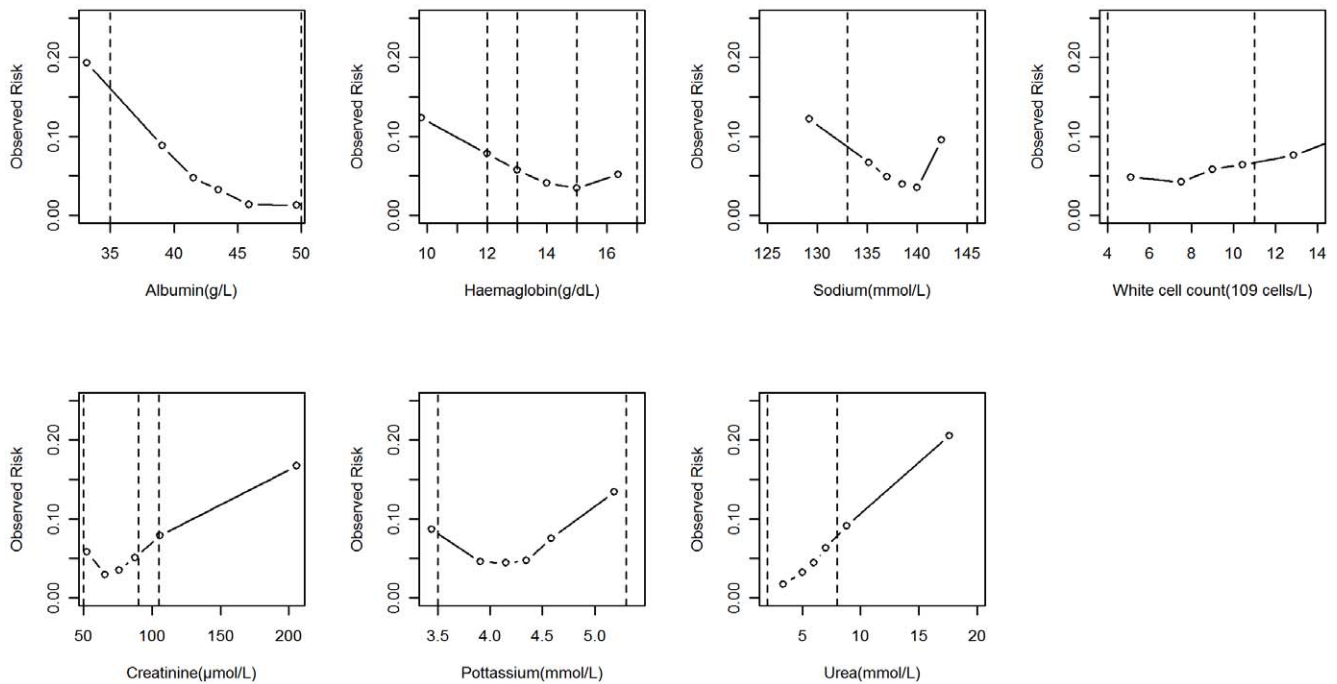 Observed Risk
0.00 0.10 0.20
35 40 45 50
Albumin(g/L)
Observed Risk
0.00 0.10 0.20
10 12 14 16
Haemaglobin(g/dL)
Observed Risk
0.00 0.10 0.20
125 130 135 140 145
Sodium(mmol/L)
Observed Risk
0.00 0.10 0.20
4 6 8 10 12 14
White cell count(109 cells/L)
Observed Risk
0.00 0.10 0.20
50 100 150 200
Creatinine(μmol/L)
Observed Risk
0.00 0.10 0.20
3.5 4.0 4.5 5.0
Pottassium(mmol/L)
Observed Risk
0.00 0.10 0.20
5 10 15 20
Urea(mmol/L)